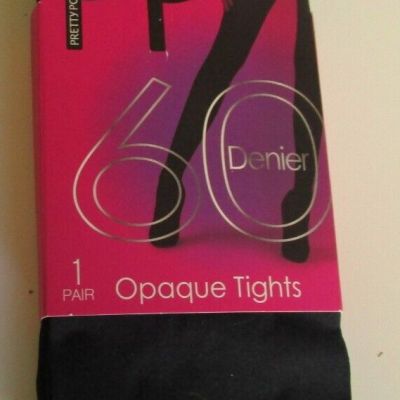 PRETTY PO
60
Denier
1
PAIR
Opaque Tights